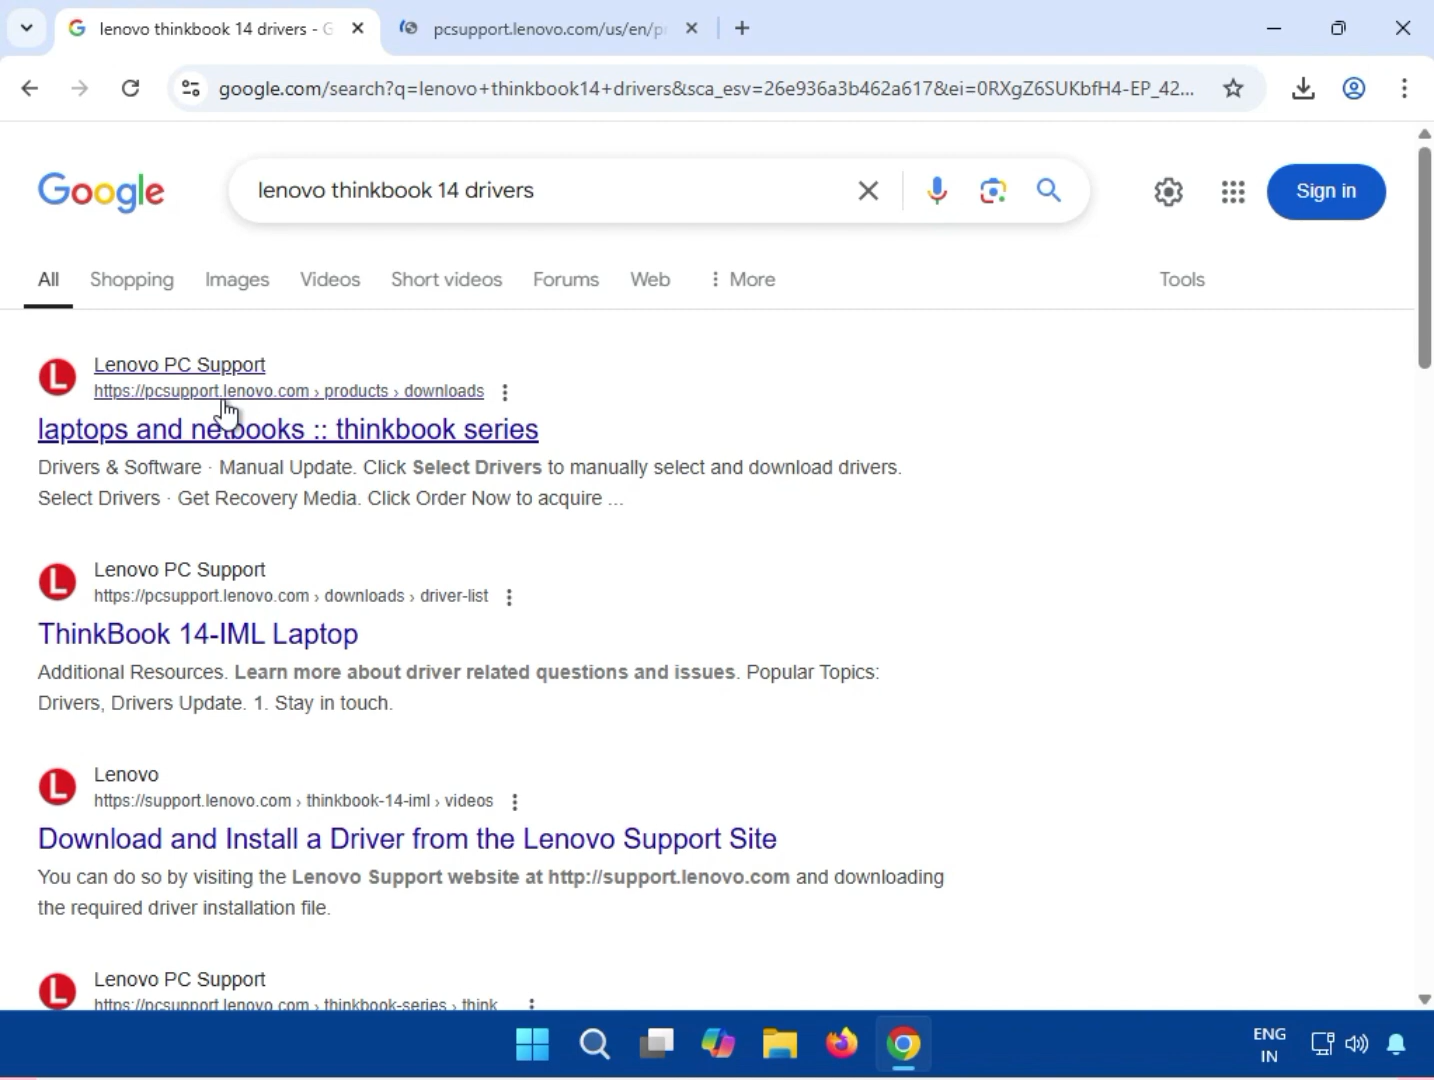 lenovo thinkbook 14 drivers - G
pcsupport.lenovo.com/us/en/p
google.com/search?q=lenovo+thinkbook14+drivers&sca_esv=26e936a3b462a617&ei=0RXgZ6SUKbfH4-EP_42...
Google
lenovo thinkbook 14 drivers
Sign in
All Shopping Images Videos Short videos Forums Web More Tools
Lenovo PC Support
https://pcsupport.lenovo.com › products › downloads
laptops and netbooks :: thinkbook series
Drivers & Software · Manual Update. Click Select Drivers to manually select and download drivers.
Select Drivers · Get Recovery Media. Click Order Now to acquire ...
L
Lenovo PC Support
https://pcsupport.lenovo.com › downloads › driver-list
ThinkBook 14-IML Laptop
Additional Resources. Learn more about driver related questions and issues. Popular Topics:
Drivers, Drivers Update. 1. Stay in touch.
L
Lenovo
https://support.lenovo.com › thinkbook-14-iml › videos
Download and Install a Driver from the Lenovo Support Site
You can do so by visiting the Lenovo Support website at http://support.lenovo.com and downloading
the required driver installation file.
L
Lenovo PC Support
https://pcsupport.lenovo.com › thinkbook-series › think
L
ENG
IN